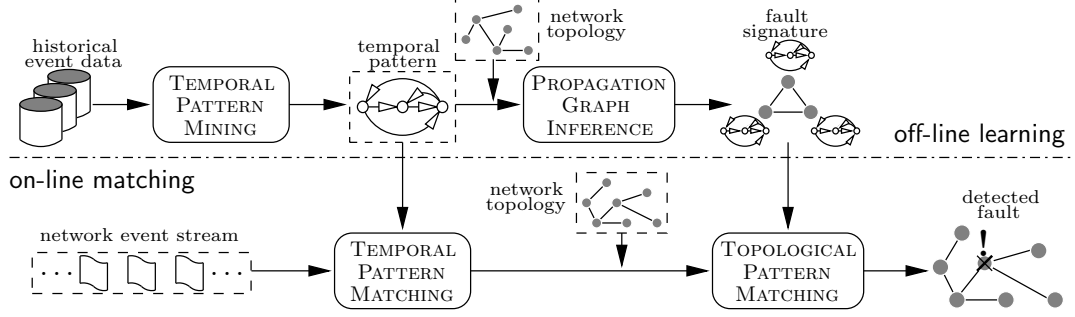 historical
event data
TEMPORAL
PATTERN
MINING
temporal
pattern
network
topology
PROPAGATION
GRAPH
INFERENCE
fault
signature
off-line learning
on-line matching
network event stream
TEMPORAL
PATTERN
MATCHING
network
topology
TOPOLOGICAL
PATTERN
MATCHING
detected
fault
!